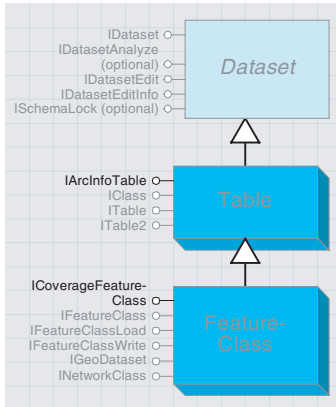 IDataset
IDatasetAnalyze
(optional)
IDatasetEdit
IDatasetEditInfo
ISchemaLock (optional)
Dataset
IArcInfoTable
IClass
ITable
ITable2
Table
ICoverageFeature-
Class
IFeatureClass
IFeatureClassLoad
IFeatureClassWrite
IGeoDataset
INetworkClass
Feature-
Class